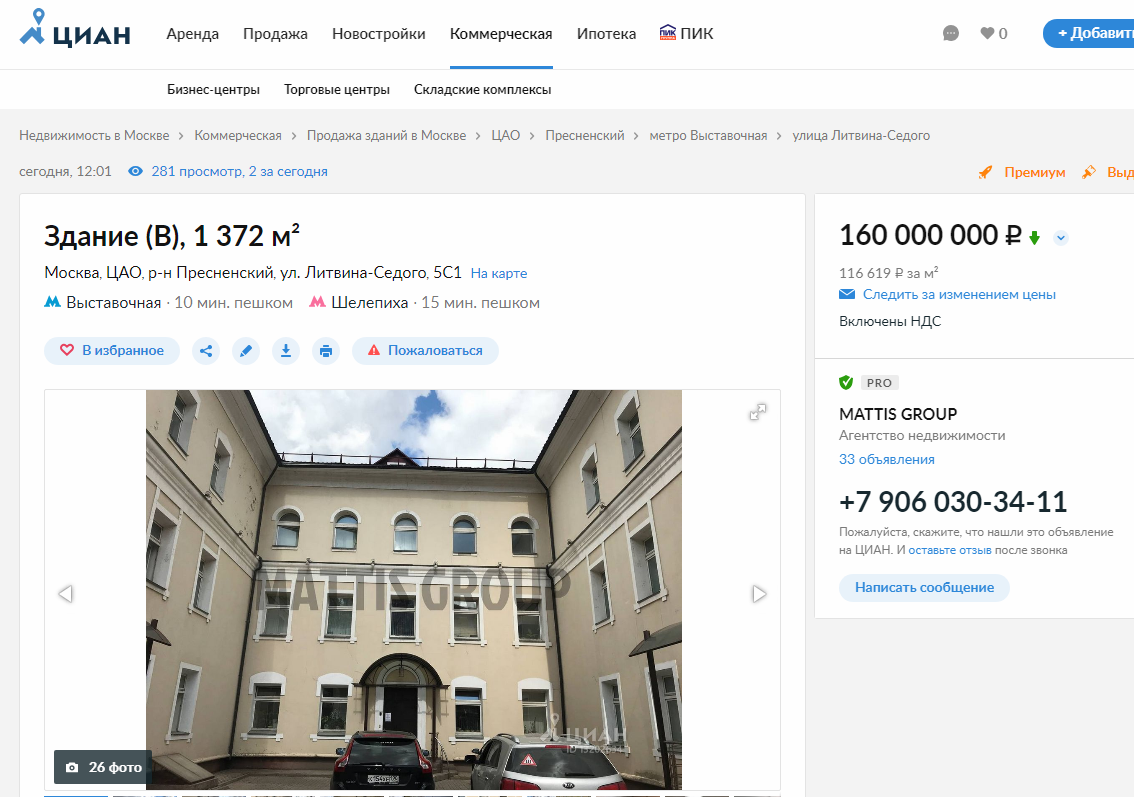 ЦИАН Аренда Продажа Новостройки Коммерческая Ипотека ПИК 0 + Добавить
Бизнес-центры Торговые центры Складские комплексы
Недвижимость в Москве > Коммерческая > Продажа зданий в Москве > ЦАО > Пресненский > метро Выставочная > улица Литвина-Седого
сегодня, 12:01 281 просмотр, 2 за сегодня
Премиум Выд
Здание (В), 1 372 м²
Москва, ЦАО, р-н Пресненский, ул. Литвина-Седого, 5С1 На карте
Выставочная · 10 мин. пешком Шелепиха · 15 мин. пешком
В избранное Пожаловаться
MATTIS GROUP
ЦИАН
26 фото
160 000 000 ₽
116 619 ₽ за м²
Следить за изменением цены
Включены НДС
PRO
MATTIS GROUP
Агентство недвижимости
33 объявления
+7 906 030-34-11
Пожалуйста, скажите, что нашли это объявление
на ЦИАН. И оставьте отзыв после звонка
Написать сообщение